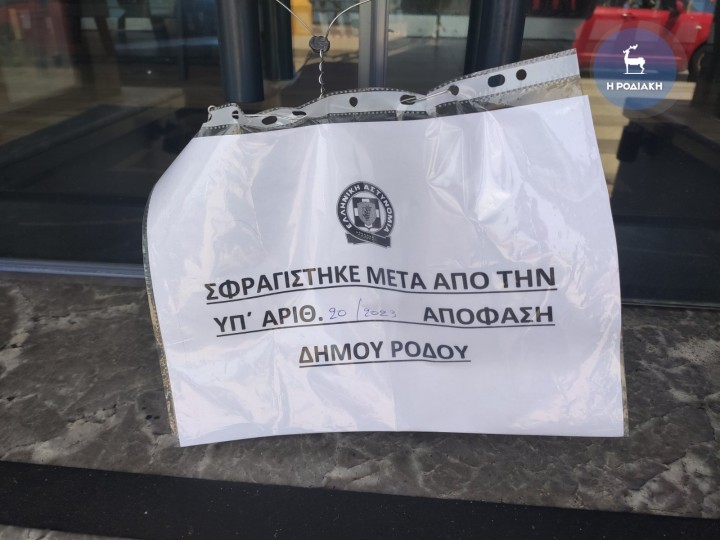 Η ΡΟΔΙΑΚΗ
ΕΛΛΗΝΙΚΗ ΑΣΤΥΝΟΜΙΑ
ΣΦΡΑΓΙΣΤΗΚΕ ΜΕΤΑ ΑΠΟ ΤΗΝ
ΥΠ' ΑΡΙΘ. 20/2023 ΑΠΟΦΑΣΗ
ΔΗΜΟΥ ΡΟΔΟΥ